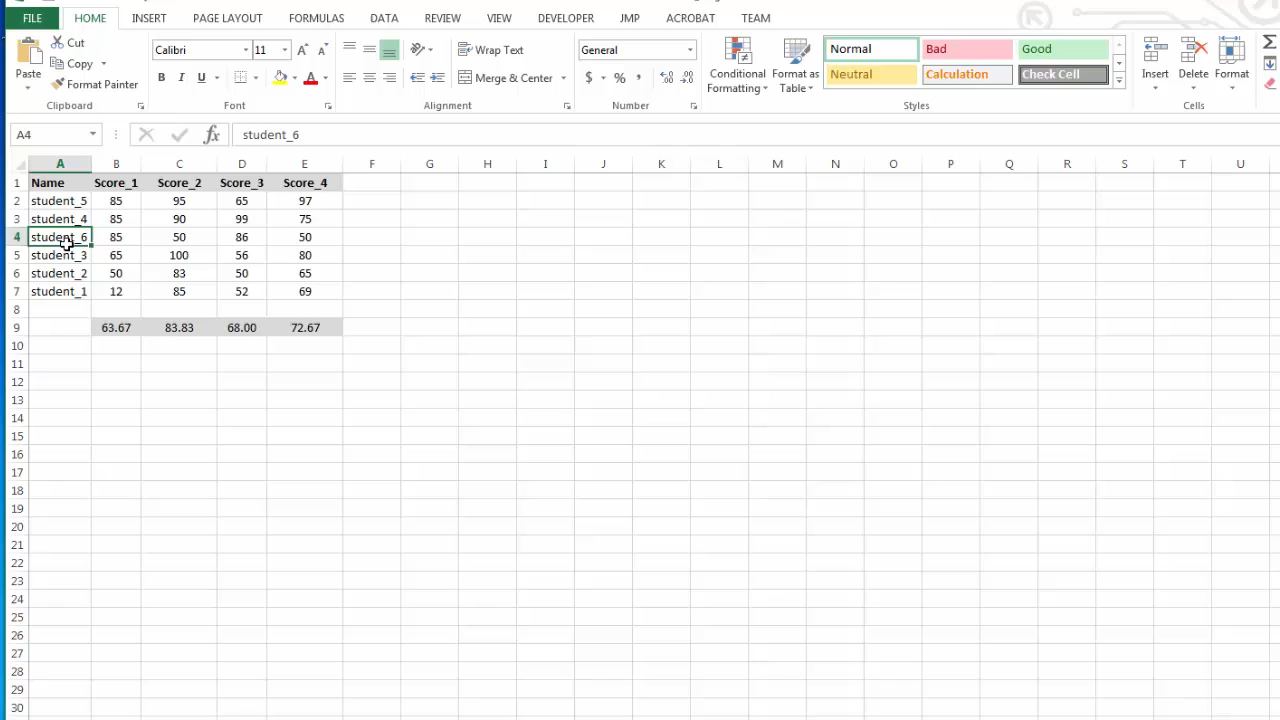 FILE HOME INSERT PAGE LAYOUT FORMULAS DATA REVIEW VIEW DEVELOPER JMP ACROBAT TEAM
Cut
Copy
Format Painter
Paste
Clipboard
Calibri 11
B I U A
Font
Wrap Text
Merge & Center
Alignment
General
$ % ,
Number
Conditional Formatting
Format as Table
Normal Bad Good
Neutral Calculation Check Cell
Styles
Insert Delete Format
Cells
A4 fx student_6
A B C D E F G H I J K L M N O P Q R S T U
1 Name Score_1 Score_2 Score_3 Score_4
2 student_5 85 95 65 97
3 student_4 85 90 99 75
4 student_6 85 50 86 50
5 student_3 65 100 56 80
6 student_2 50 83 50 65
7 student_1 12 85 52 69
8
9 63.67 83.83 68.00 72.67
10
11
12
13
14
15
16
17
18
19
20
21
22
23
24
25
26
27
28
29
30